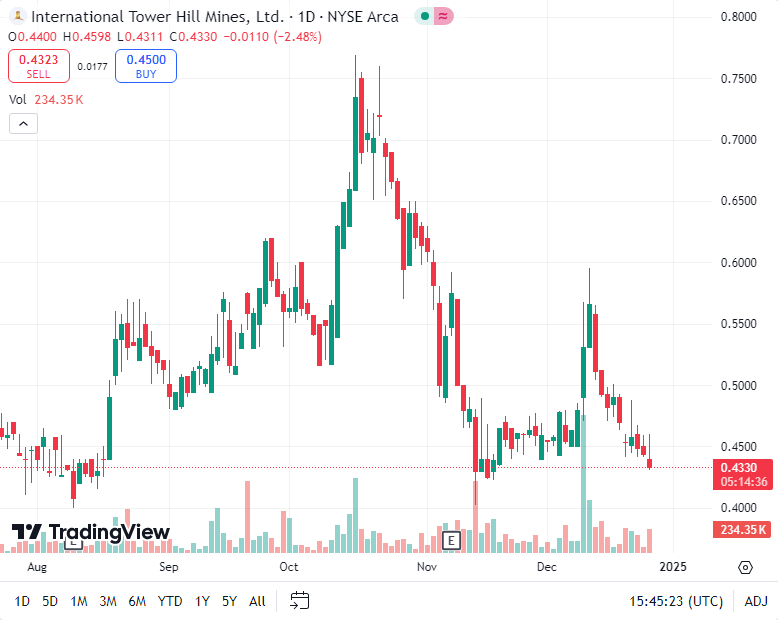 International Tower Hill Mines, Ltd. · 1D · NYSE Arca
O0.4400 H0.4598 L0.4311 C0.4330 −0.0110 (−2.48%)
0.4323 SELL 0.0177 0.4500 BUY
Vol 234.35 K
0.8000
0.7500
0.7000
0.6500
0.6000
0.5500
0.5000
0.4500
0.4330
05:14:36
0.4000
234.35 K
TradingView
E E
Aug Sep Oct Nov Dec 2025
1D 5D 1M 3M 6M YTD 1Y 5Y All 15:45:23 (UTC) ADJ